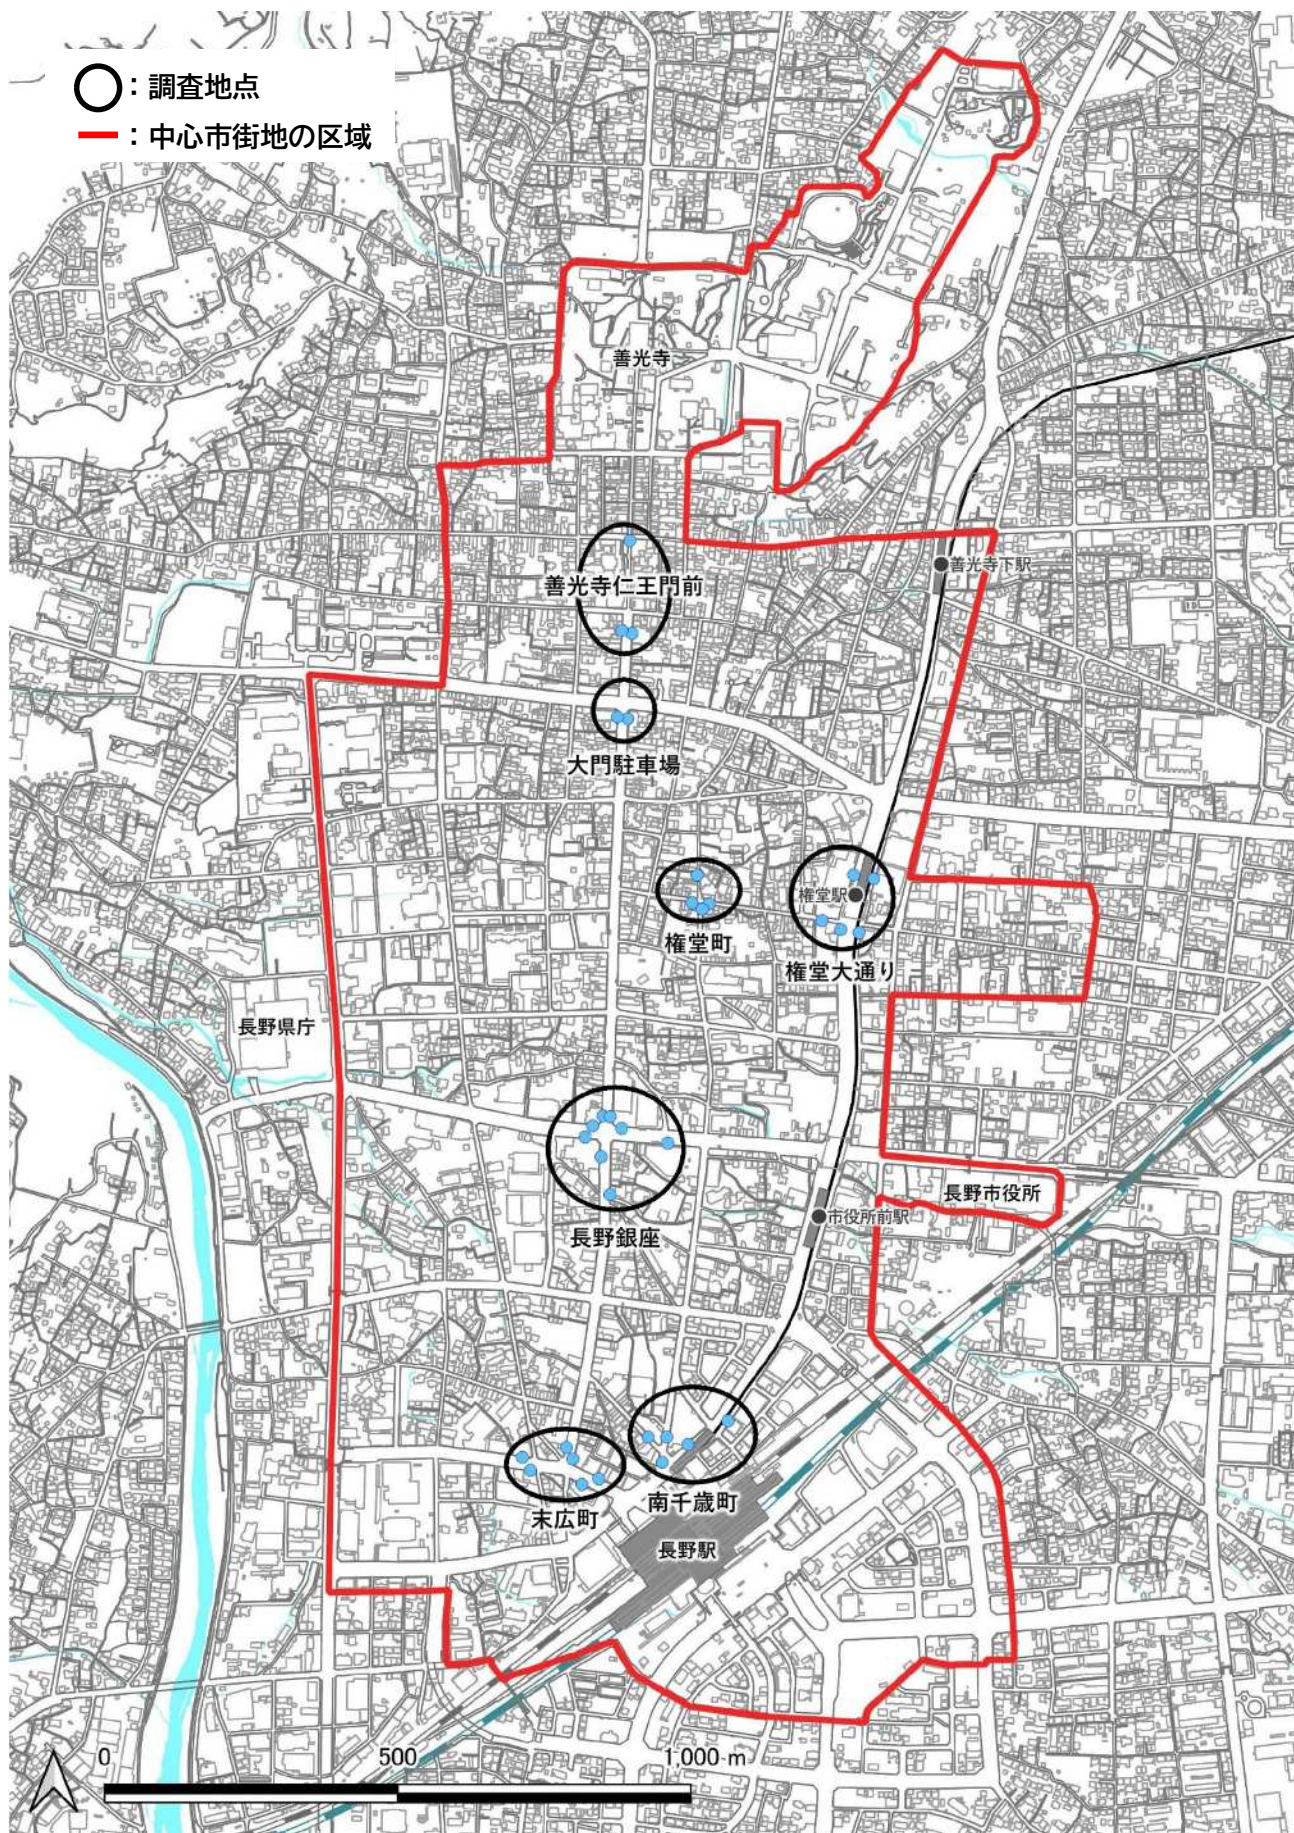 ：調査地点
：中心市街地の区域
善光寺
善光寺下駅
善光寺仁王門前
大門駐車場
権堂駅
権堂町
権堂大通り
長野県庁
長野市役所
市役所前駅
長野銀座
南千歳町
末広町
長野駅
0 500 1,000 m